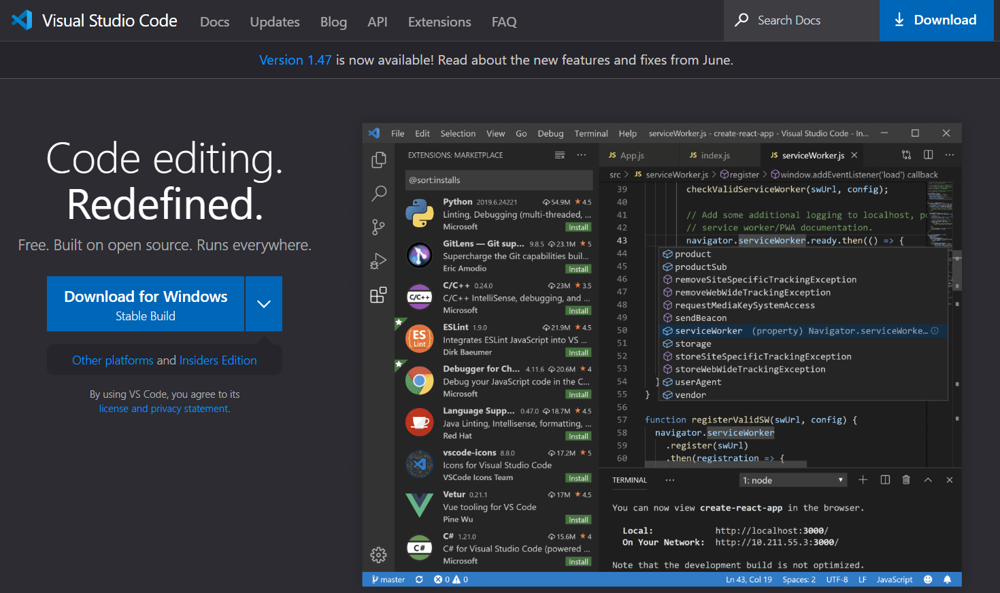 Visual Studio Code Docs Updates Blog API Extensions FAQ Search Docs Download
Version 1.47 is now available! Read about the new features and fixes from June.
Code editing.
Redefined.
Free. Built on open source. Runs everywhere.
Download for Windows
Stable Build
Other platforms and Insiders Edition
By using VS Code, you agree to its
license and privacy statement.
File Edit Selection View Go Debug Terminal Help serviceWorker.js - create-react-app - Visual Studio Code - In...
EXTENSIONS: MARKETPLACE
@sort:installs
Python 2019.6.24221 54.9M ★ 4.5
Linting, Debugging (multi-threaded, ...
Microsoft Install
GitLens — Git sup... 9.8.5 23.1M ★ 5
Supercharge the Git capabilities buil...
Eric Amodio Install
C/C++ 0.24.0 23M ★ 3.5
C/C++ IntelliSense, debugging, and ...
C/C++
Microsoft Install
ESLint 1.9.0 21.9M ★ 4.5
Integrates ESLint JavaScript into VS ...
ES
Lint
Dirk Baeumer Install
Debugger for Ch... 4.11.6 20.6M ★ 4
Debug your JavaScript code in the C...
Microsoft Install
Language Supp... 0.47.0 18.7M ★ 4.5
Java Linting, Intellisense, formatting, ...
Red Hat Install
vscode-icons 8.8.0 17.2M ★ 5
Icons for Visual Studio Code
VSCode Icons Team Install
Vetur 0.21.1 17M ★ 4.5
Vue tooling for VS Code
Pine Wu Install
C# 1.21.0 15.6M ★ 4
C# for Visual Studio Code (powered ...
C#
Microsoft Install
JS App.js JS index.js JS serviceWorker.js
src > JS serviceWorker.js > register > window.addEventListener('load') callback
39 checkValidServiceWorker(swUrl, config);
40
41 // Add some additional logging to localhost, po
42 // service worker/PWA documentation.
43 navigator.serviceWorker.ready.then(() => {
44 product
45 productSub
46 removeSiteSpecificTrackingException
47 removeWebWideTrackingException
48 requestMediaKeySystemAccess
49 sendBeacon
50 serviceWorker (property) Navigator.serviceWorke...
51 storage
52 storeSiteSpecificTrackingException
53 storeWebWideTrackingException
54 } userAgent
55 } vendor
56
57 function registerValidSW(swUrl, config) {
58 navigator.serviceWorker
59 .register(swUrl)
60 .then(registration => {
TERMINAL ... 1: node
You can now view create-react-app in the browser.
Local: http://localhost:3000/
On Your Network: http://10.211.55.3:3000/
Note that the development build is not optimized.
master 0 0 Ln 43, Col 19 Spaces: 2 UTF-8 LF JavaScript